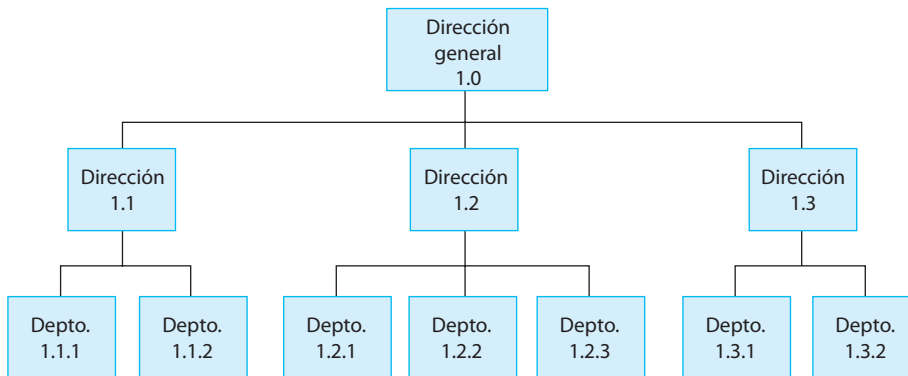 Dirección
general
1.0
Dirección
1.1
Dirección
1.2
Dirección
1.3
Depto.
1.1.1
Depto.
1.1.2
Depto.
1.2.1
Depto.
1.2.2
Depto.
1.2.3
Depto.
1.3.1
Depto.
1.3.2